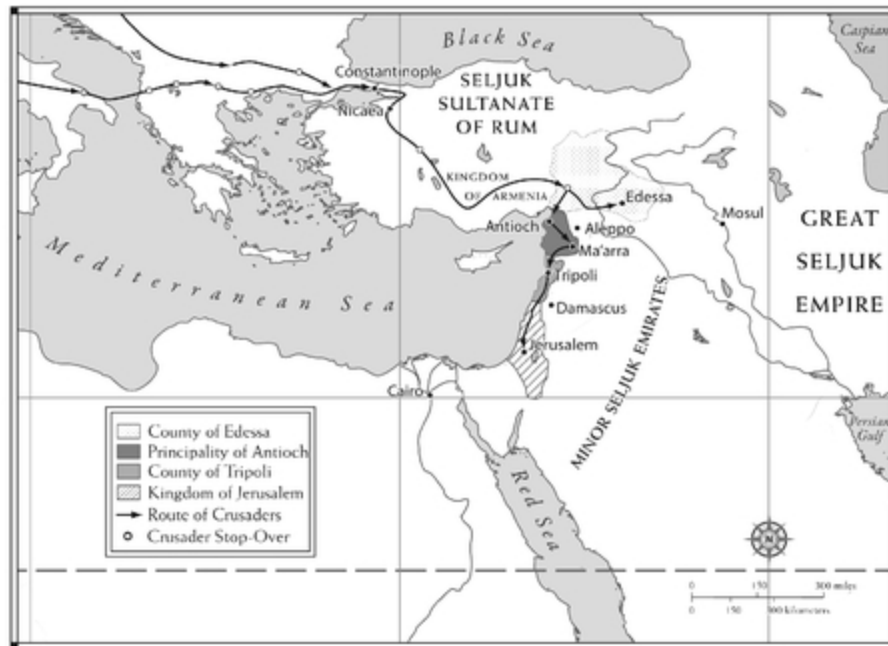 Black Sea
Caspian
Sea
Constantinople
SELJUK
SULTANATE
OF RUM
Nicaea
KINGDOM
OF ARMENIA
Edessa
Mosul
GREAT
SELJUK
EMPIRE
Antioch
Aleppo
Ma'arra
Tripoli
Mediterranean Sea
Damascus
Jerusalem
MINOR SELJUK EMIRATES
Cairo
Persian
Gulf
Red Sea
County of Edessa
Principality of Antioch
County of Tripoli
Kingdom of Jerusalem
Route of Crusaders
Crusader Stop-Over
N
0 150 300 miles
0 150 300 kilometers